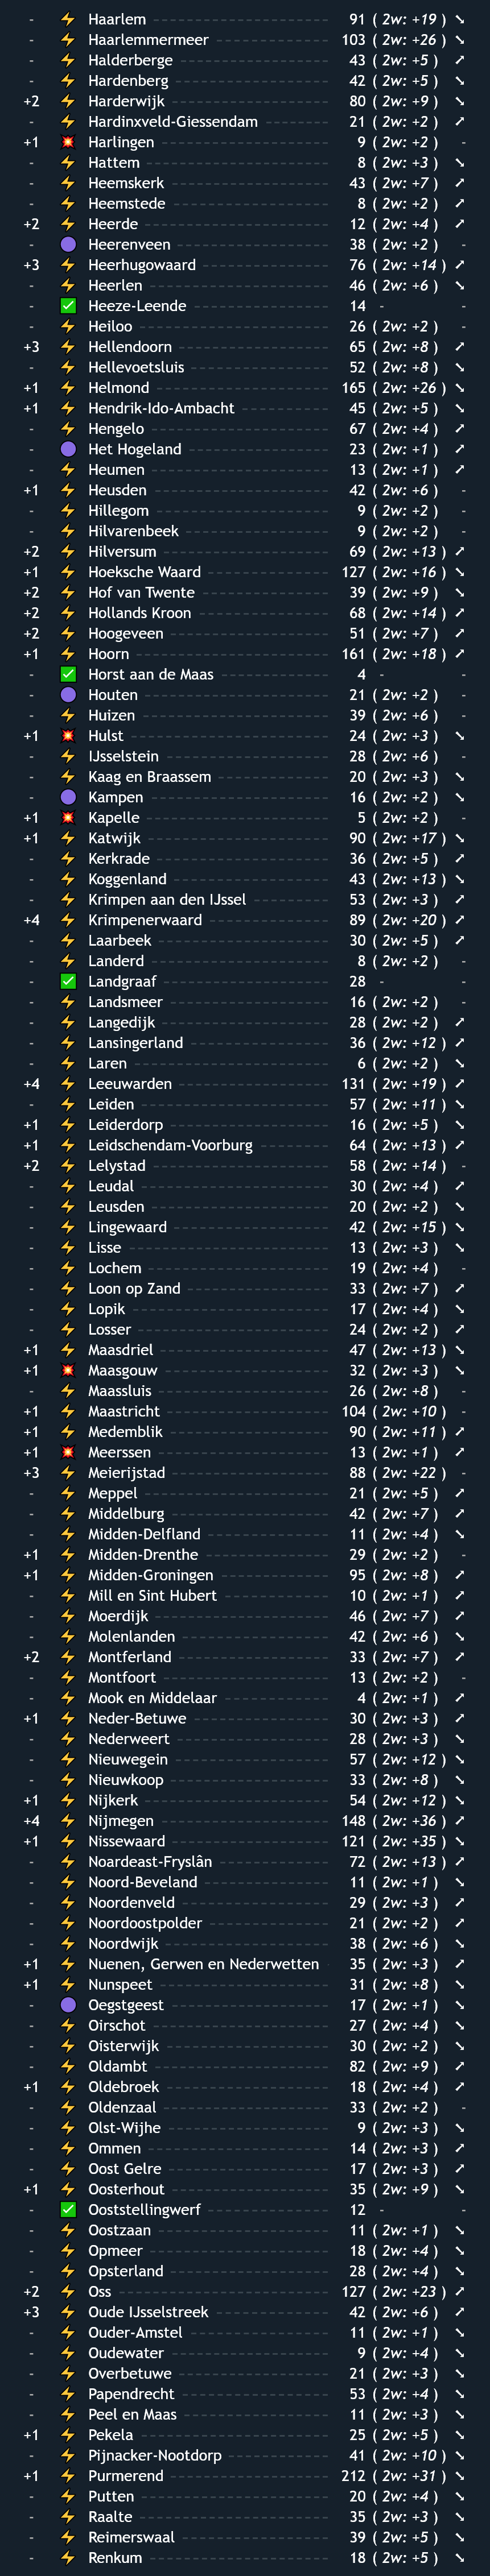 - ⚡ Haarlem 91 ( 2w: +19 ) ↘
- ⚡ Haarlemmermeer 103 ( 2w: +26 ) ↘
- ⚡ Halderberge 43 ( 2w: +5 ) ↗
- ⚡ Hardenberg 42 ( 2w: +5 ) ↘
+2 ⚡ Harderwijk 80 ( 2w: +9 ) ↘
- ⚡ Hardinxveld-Giessendam 21 ( 2w: +2 ) ↗
+1 💥 Harlingen 9 ( 2w: +2 ) -
- ⚡ Hattem 8 ( 2w: +3 ) ↘
- ⚡ Heemskerk 43 ( 2w: +7 ) ↗
- ⚡ Heemstede 8 ( 2w: +2 ) ↗
+2 ⚡ Heerde 12 ( 2w: +4 ) ↗
- 🟣 Heerenveen 38 ( 2w: +2 ) -
+3 ⚡ Heerhugowaard 76 ( 2w: +14 ) ↗
- ⚡ Heerlen 46 ( 2w: +6 ) ↘
- ✅ Heeze-Leende 14 - -
- ⚡ Heiloo 26 ( 2w: +2 ) -
+3 ⚡ Hellendoorn 65 ( 2w: +8 ) ↗
- ⚡ Hellevoetsluis 52 ( 2w: +8 ) ↘
+1 ⚡ Helmond 165 ( 2w: +26 ) ↘
+1 ⚡ Hendrik-Ido-Ambacht 45 ( 2w: +5 ) ↘
- ⚡ Hengelo 67 ( 2w: +4 ) ↗
- 🟣 Het Hogeland 23 ( 2w: +1 ) ↗
- ⚡ Heumen 13 ( 2w: +1 ) ↗
+1 ⚡ Heusden 42 ( 2w: +6 ) -
- ⚡ Hillegom 9 ( 2w: +2 ) -
- ⚡ Hilvarenbeek 9 ( 2w: +2 ) -
+2 ⚡ Hilversum 69 ( 2w: +13 ) ↗
+1 ⚡ Hoeksche Waard 127 ( 2w: +16 ) ↘
+2 ⚡ Hof van Twente 39 ( 2w: +9 ) ↘
+2 ⚡ Hollands Kroon 68 ( 2w: +14 ) ↗
+2 ⚡ Hoogeveen 51 ( 2w: +7 ) ↗
+1 ⚡ Hoorn 161 ( 2w: +18 ) ↗
- ✅ Horst aan de Maas 4 - -
- 🟣 Houten 21 ( 2w: +2 ) -
- ⚡ Huizen 39 ( 2w: +6 ) -
+1 💥 Hulst 24 ( 2w: +3 ) ↘
- ⚡ IJsselstein 28 ( 2w: +6 ) -
- ⚡ Kaag en Braassem 20 ( 2w: +3 ) ↘
- 🟣 Kampen 16 ( 2w: +2 ) ↘
+1 💥 Kapelle 5 ( 2w: +2 ) -
+1 ⚡ Katwijk 90 ( 2w: +17 ) ↘
- ⚡ Kerkrade 36 ( 2w: +5 ) ↗
- ⚡ Koggenland 43 ( 2w: +13 ) ↘
- ⚡ Krimpen aan den IJssel 53 ( 2w: +3 ) ↗
+4 ⚡ Krimpenerwaard 89 ( 2w: +20 ) ↗
- ⚡ Laarbeek 30 ( 2w: +5 ) ↗
- ⚡ Landerd 8 ( 2w: +2 ) -
- ✅ Landgraaf 28 - -
- ⚡ Landsmeer 16 ( 2w: +2 ) -
- ⚡ Langedijk 28 ( 2w: +2 ) ↗
- ⚡ Lansingerland 36 ( 2w: +12 ) ↗
- ⚡ Laren 6 ( 2w: +2 ) ↘
+4 ⚡ Leeuwarden 131 ( 2w: +19 ) ↗
- ⚡ Leiden 57 ( 2w: +11 ) ↘
+1 ⚡ Leiderdorp 16 ( 2w: +5 ) ↘
+1 ⚡ Leidschendam-Voorburg 64 ( 2w: +13 ) ↗
+2 ⚡ Lelystad 58 ( 2w: +14 ) -
- ⚡ Leudal 30 ( 2w: +4 ) ↗
- ⚡ Leusden 20 ( 2w: +2 ) ↘
- ⚡ Lingewaard 42 ( 2w: +15 ) ↘
- ⚡ Lisse 13 ( 2w: +3 ) ↘
- ⚡ Lochem 19 ( 2w: +4 ) -
- ⚡ Loon op Zand 33 ( 2w: +7 ) ↗
- ⚡ Lopik 17 ( 2w: +4 ) ↘
- ⚡ Losser 24 ( 2w: +2 ) ↗
+1 ⚡ Maasdriel 47 ( 2w: +13 ) ↘
+1 💥 Maasgouw 32 ( 2w: +3 ) ↘
- ⚡ Maassluis 26 ( 2w: +8 ) -
+1 ⚡ Maastricht 104 ( 2w: +10 ) -
+1 ⚡ Medemblik 90 ( 2w: +11 ) ↗
+1 💥 Meerssen 13 ( 2w: +1 ) ↗
+3 ⚡ Meierijstad 88 ( 2w: +22 ) -
- ⚡ Meppel 21 ( 2w: +5 ) ↗
- ⚡ Middelburg 42 ( 2w: +7 ) ↗
- ⚡ Midden-Delfland 11 ( 2w: +4 ) ↘
+1 ⚡ Midden-Drenthe 29 ( 2w: +2 ) -
+1 ⚡ Midden-Groningen 95 ( 2w: +8 ) ↗
- ⚡ Mill en Sint Hubert 10 ( 2w: +1 ) ↗
- ⚡ Moerdijk 46 ( 2w: +7 ) ↗
- ⚡ Molenlanden 42 ( 2w: +6 ) ↘
+2 ⚡ Montferland 33 ( 2w: +7 ) ↗
- ⚡ Montfoort 13 ( 2w: +2 ) -
- ⚡ Mook en Middelaar 4 ( 2w: +1 ) ↗
+1 ⚡ Neder-Betuwe 30 ( 2w: +3 ) ↗
- ⚡ Nederweert 28 ( 2w: +3 ) ↘
- ⚡ Nieuwegein 57 ( 2w: +12 ) ↘
- ⚡ Nieuwkoop 33 ( 2w: +8 ) ↘
+1 ⚡ Nijkerk 54 ( 2w: +12 ) ↘
+4 ⚡ Nijmegen 148 ( 2w: +36 ) ↗
+1 ⚡ Nissewaard 121 ( 2w: +35 ) ↘
- ⚡ Noardeast-Fryslân 72 ( 2w: +13 ) ↗
- ⚡ Noord-Beveland 11 ( 2w: +1 ) ↘
- ⚡ Noordenveld 29 ( 2w: +3 ) ↗
- ⚡ Noordoostpolder 21 ( 2w: +2 ) ↗
- ⚡ Noordwijk 38 ( 2w: +6 ) ↘
+1 ⚡ Nuenen, Gerwen en Nederwetten 35 ( 2w: +3 ) ↗
+1 ⚡ Nunspeet 31 ( 2w: +8 ) ↘
- 🟣 Oegstgeest 17 ( 2w: +1 ) ↘
- ⚡ Oirschot 27 ( 2w: +4 ) ↘
- ⚡ Oisterwijk 30 ( 2w: +2 ) ↘
- ⚡ Oldambt 82 ( 2w: +9 ) ↗
+1 ⚡ Oldebroek 18 ( 2w: +4 ) ↗
- ⚡ Oldenzaal 33 ( 2w: +2 ) -
- ⚡ Olst-Wijhe 9 ( 2w: +3 ) ↘
- ⚡ Ommen 14 ( 2w: +3 ) ↗
- ⚡ Oost Gelre 17 ( 2w: +3 ) ↗
+1 ⚡ Oosterhout 35 ( 2w: +9 ) ↘
- ✅ Ooststellingwerf 12 - -
- ⚡ Oostzaan 11 ( 2w: +1 ) ↘
- ⚡ Opmeer 18 ( 2w: +4 ) ↘
- ⚡ Opsterland 28 ( 2w: +4 ) ↘
+2 ⚡ Oss 127 ( 2w: +23 ) ↗
+3 ⚡ Oude IJsselstreek 42 ( 2w: +6 ) ↗
- ⚡ Ouder-Amstel 11 ( 2w: +1 ) ↘
- ⚡ Oudewater 9 ( 2w: +4 ) ↘
- ⚡ Overbetuwe 21 ( 2w: +3 ) ↘
- ⚡ Papendrecht 53 ( 2w: +4 ) ↘
- ⚡ Peel en Maas 11 ( 2w: +3 ) ↘
+1 ⚡ Pekela 25 ( 2w: +5 ) ↘
- ⚡ Pijnacker-Nootdorp 41 ( 2w: +10 ) ↘
+1 ⚡ Purmerend 212 ( 2w: +31 ) ↘
- ⚡ Putten 20 ( 2w: +4 ) ↘
- ⚡ Raalte 35 ( 2w: +3 ) ↘
- ⚡ Reimerswaal 39 ( 2w: +5 ) ↘
- ⚡ Renkum 18 ( 2w: +5 ) ↘